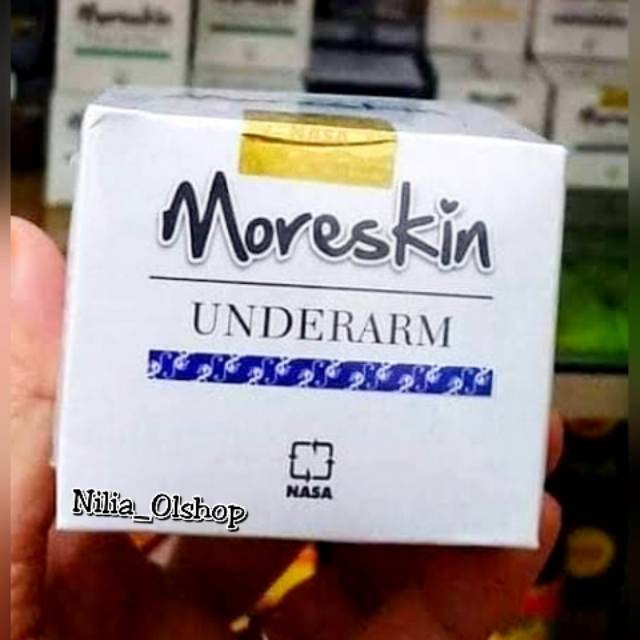 NASA
Moreskin
UNDERARM
NASA
Nilia_Olshop